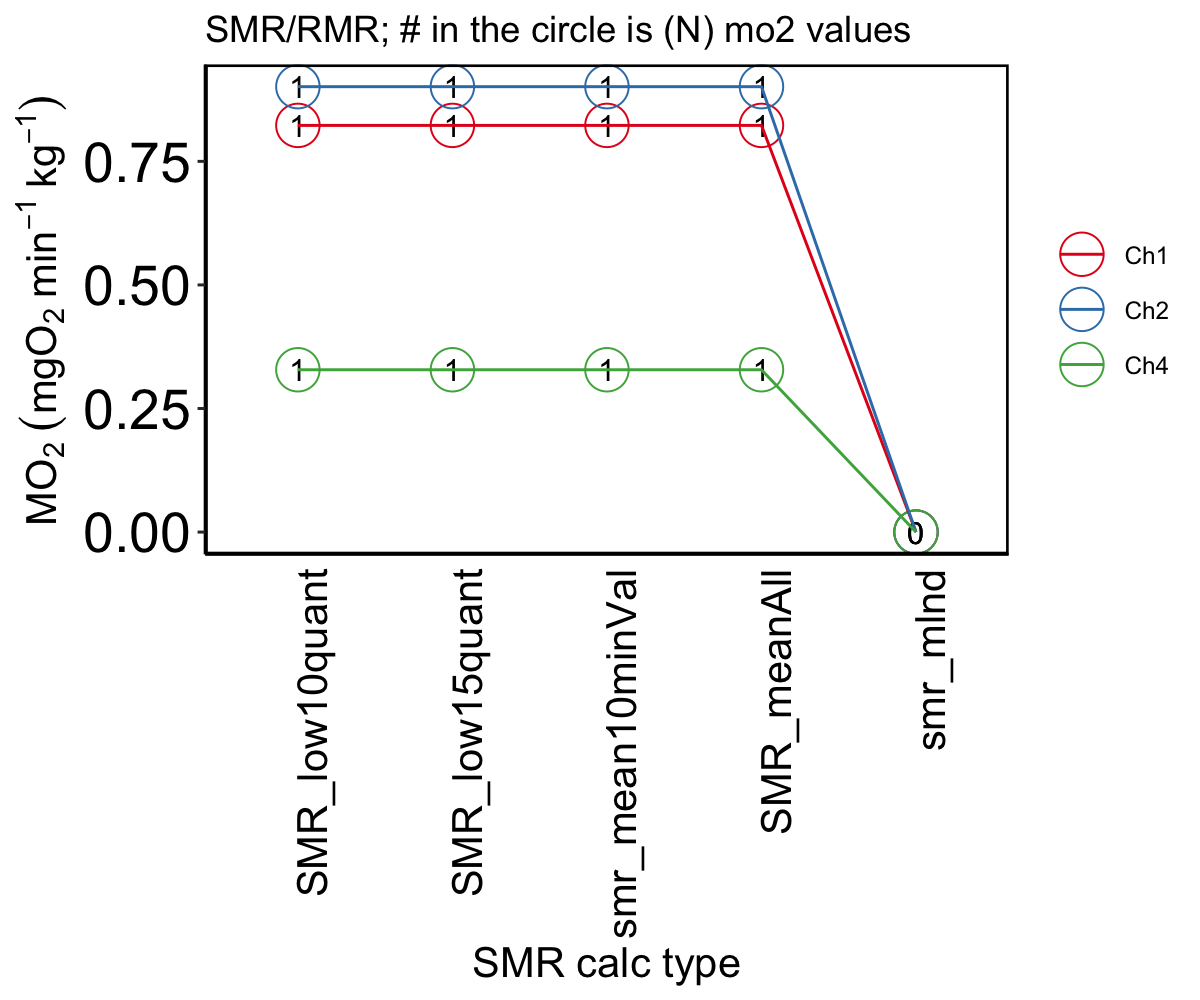 SMR/RMR; # in the circle is (N) mo2 values
MO₂ (mgO₂ min⁻¹ kg⁻¹)
0.75
0.50
0.25
0.00
1 1 1 1
1 1 1 1
1 1 1 1
0
Ch1
Ch2
Ch4
SMR_low10quant
SMR_low15quant
smr_mean10minVal
SMR_meanAll
smr_mlnd
SMR calc type